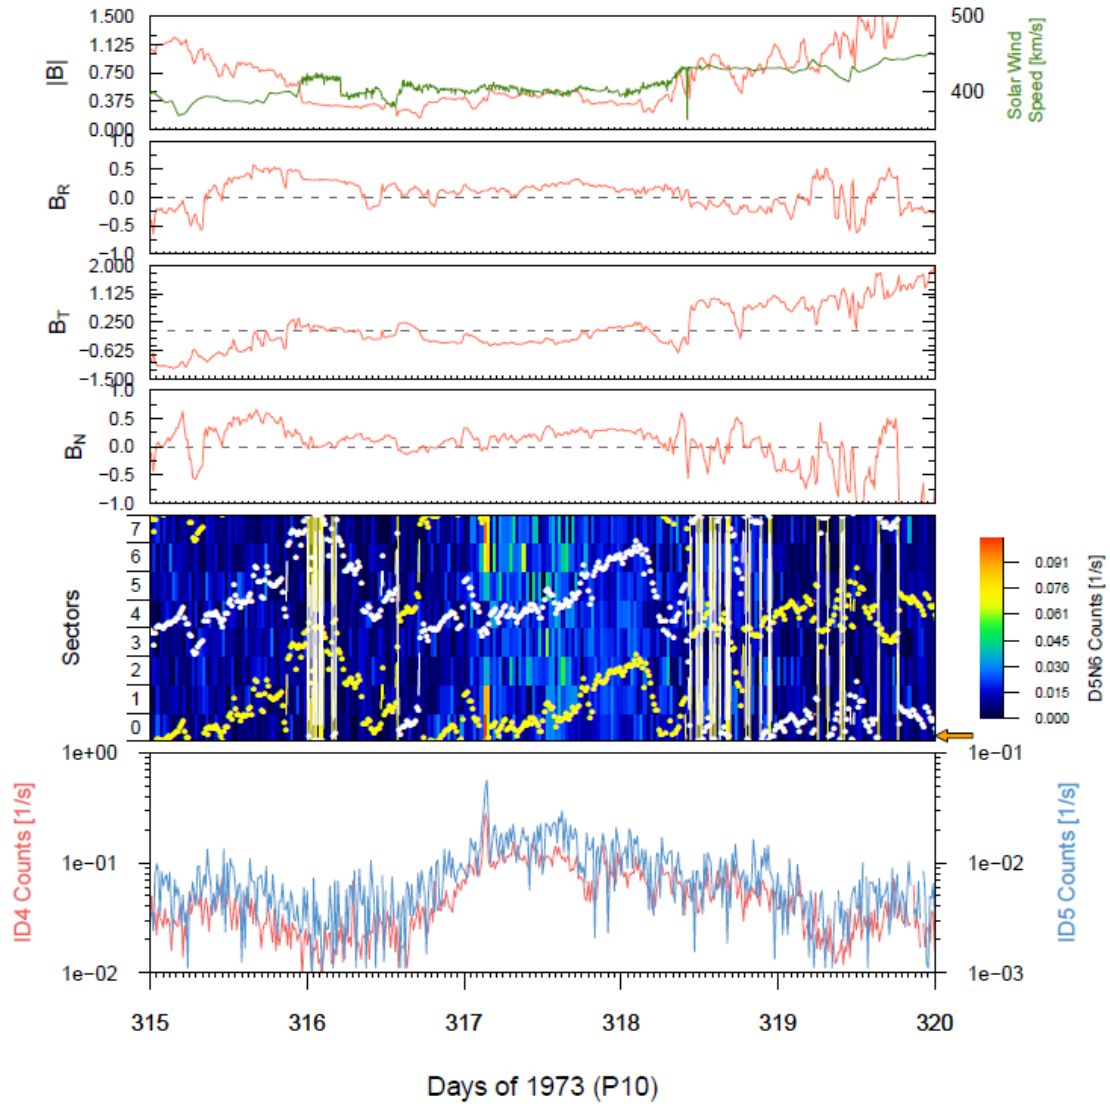 1.500
1.125
0.750
0.375
0.000
|B|
500
400
Solar Wind
Speed [km/s]
1.0
0.5
0.0
−0.5
−1.0
B_R
2.000
1.125
0.250
−0.625
−1.500
B_T
1.0
0.5
0.0
−0.5
−1.0
B_N
7
6
5
4
3
2
1
0
Sectors
0.091
0.076
0.061
0.045
0.030
0.015
0.000
D5N6 Counts [1/s]
1e+00
1e−01
1e−02
ID4 Counts [1/s]
1e−01
1e−02
1e−03
ID5 Counts [1/s]
315 316 317 318 319 320
Days of 1973 (P10)